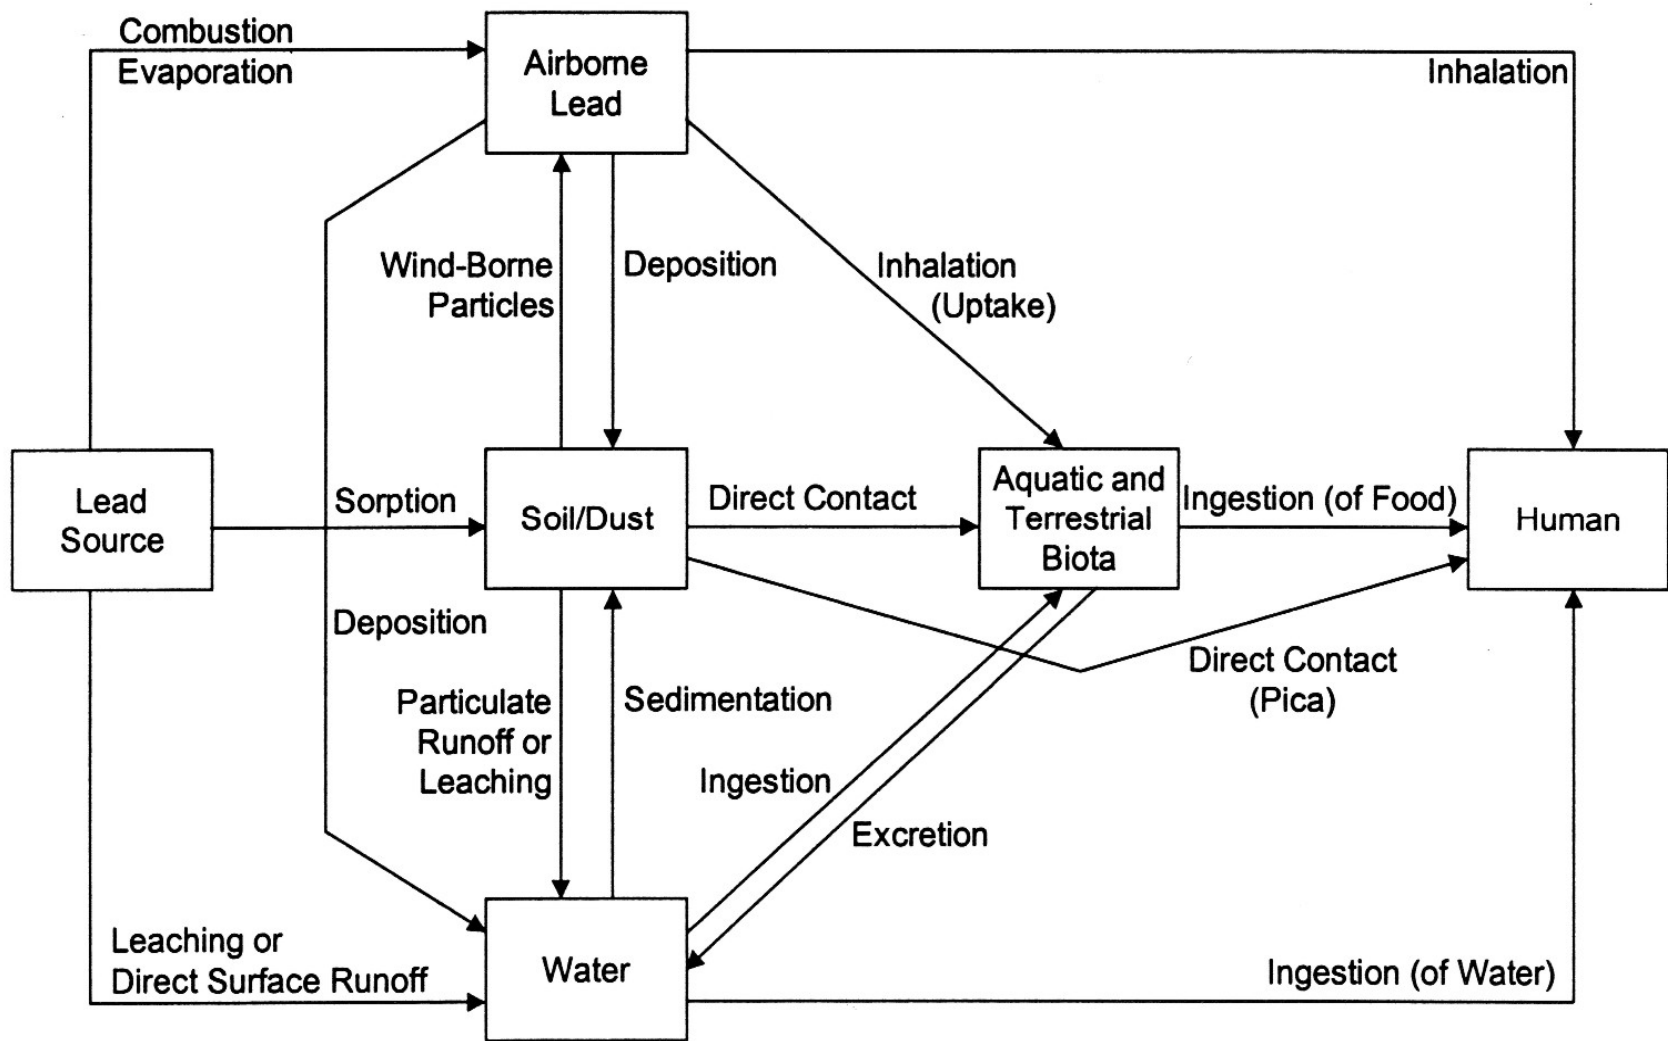 Combustion
Evaporation
Airborne
Lead
Inhalation
Wind-Borne
Particles
Deposition
Inhalation
(Uptake)
Lead
Source
Sorption
Soil/Dust
Direct Contact
Aquatic and
Terrestrial
Biota
Ingestion (of Food)
Human
Deposition
Particulate
Runoff or
Leaching
Sedimentation
Direct Contact
(Pica)
Ingestion
Excretion
Leaching or
Direct Surface Runoff
Water
Ingestion (of Water)